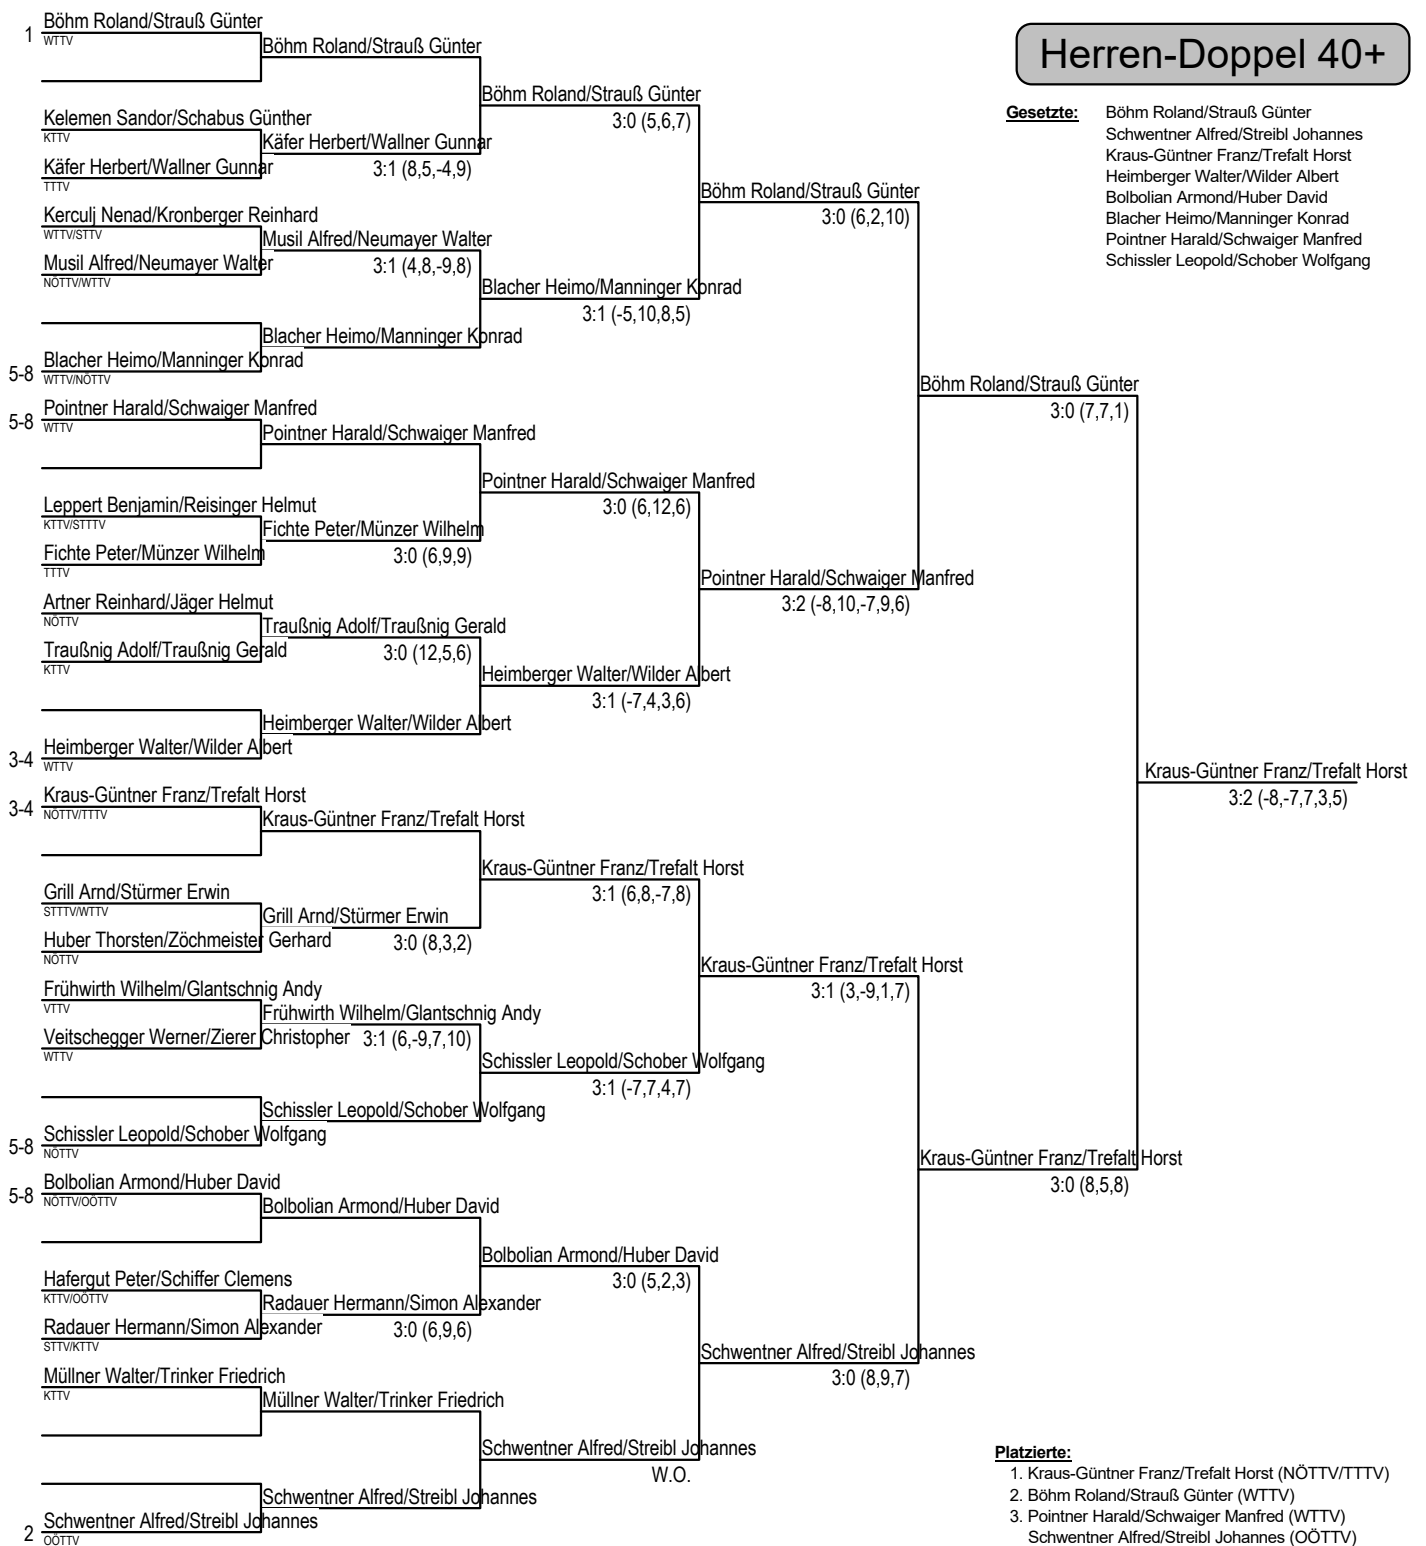 Herren-Doppel 40+
Gesetzte: Böhm Roland/Strauß Günter
Schwentner Alfred/Streibl Johannes
Kraus-Güntner Franz/Trefalt Horst
Heimberger Walter/Wilder Albert
Bolbolian Armond/Huber David
Blacher Heimo/Manninger Konrad
Pointner Harald/Schwaiger Manfred
Schissler Leopold/Schober Wolfgang
1 Böhm Roland/Strauß Günter
WTTV
Kelemen Sandor/Schabus Günther
KTTV
Käfer Herbert/Wallner Gunnar
TTTV
Kerculj Nenad/Kronberger Reinhard
WTTV/STTV
Musil Alfred/Neumayer Walter
NÖTTV/WTTV
5-8 Blacher Heimo/Manninger Konrad
WTTV/NÖTTV
5-8 Pointner Harald/Schwaiger Manfred
WTTV
Leppert Benjamin/Reisinger Helmut
KTTV/STTTV
Fichte Peter/Münzer Wilhelm
TTTV
Artner Reinhard/Jäger Helmut
NÖTTV
Traußnig Adolf/Traußnig Gerald
KTTV
3-4 Heimberger Walter/Wilder Albert
WTTV
3-4 Kraus-Güntner Franz/Trefalt Horst
NÖTTV/TTTV
Grill Arnd/Stürmer Erwin
STTTV/WTTV
Huber Thorsten/Zöchmeister Gerhard
NÖTTV
Frühwirth Wilhelm/Glantschnig Andy
VTTV
Veitschegger Werner/Zierer Christopher
WTTV
5-8 Schissler Leopold/Schober Wolfgang
NÖTTV
5-8 Bolbolian Armond/Huber David
NÖTTV/OÖTTV
Hafergut Peter/Schiffer Clemens
KTTV/OÖTTV
Radauer Hermann/Simon Alexander
STTV/KTTV
Müllner Walter/Trinker Friedrich
KTTV
2 Schwentner Alfred/Streibl Johannes
OÖTTV
Böhm Roland/Strauß Günter
Käfer Herbert/Wallner Gunnar
3:1 (8,5,-4,9)
Musil Alfred/Neumayer Walter
3:1 (4,8,-9,8)
Blacher Heimo/Manninger Konrad
Pointner Harald/Schwaiger Manfred
Fichte Peter/Münzer Wilhelm
3:0 (6,9,9)
Traußnig Adolf/Traußnig Gerald
3:0 (12,5,6)
Heimberger Walter/Wilder Albert
Kraus-Güntner Franz/Trefalt Horst
Grill Arnd/Stürmer Erwin
3:0 (8,3,2)
Frühwirth Wilhelm/Glantschnig Andy
3:1 (6,-9,7,10)
Schissler Leopold/Schober Wolfgang
Bolbolian Armond/Huber David
Radauer Hermann/Simon Alexander
3:0 (6,9,6)
Müllner Walter/Trinker Friedrich
Schwentner Alfred/Streibl Johannes
Böhm Roland/Strauß Günter
3:0 (5,6,7)
Blacher Heimo/Manninger Konrad
3:1 (-5,10,8,5)
Pointner Harald/Schwaiger Manfred
3:0 (6,12,6)
Heimberger Walter/Wilder Albert
3:1 (-7,4,3,6)
Kraus-Güntner Franz/Trefalt Horst
3:1 (6,8,-7,8)
Schissler Leopold/Schober Wolfgang
3:1 (-7,7,4,7)
Bolbolian Armond/Huber David
3:0 (5,2,3)
Schwentner Alfred/Streibl Johannes
W.O.
Böhm Roland/Strauß Günter
3:0 (6,2,10)
Pointner Harald/Schwaiger Manfred
3:2 (-8,10,-7,9,6)
Kraus-Güntner Franz/Trefalt Horst
3:1 (3,-9,1,7)
Schwentner Alfred/Streibl Johannes
3:0 (8,9,7)
Böhm Roland/Strauß Günter
3:0 (7,7,1)
Kraus-Güntner Franz/Trefalt Horst
3:0 (8,5,8)
Kraus-Güntner Franz/Trefalt Horst
3:2 (-8,-7,7,3,5)
Platzierte:
1. Kraus-Güntner Franz/Trefalt Horst (NÖTTV/TTTV)
2. Böhm Roland/Strauß Günter (WTTV)
3. Pointner Harald/Schwaiger Manfred (WTTV)
Schwentner Alfred/Streibl Johannes (OÖTTV)